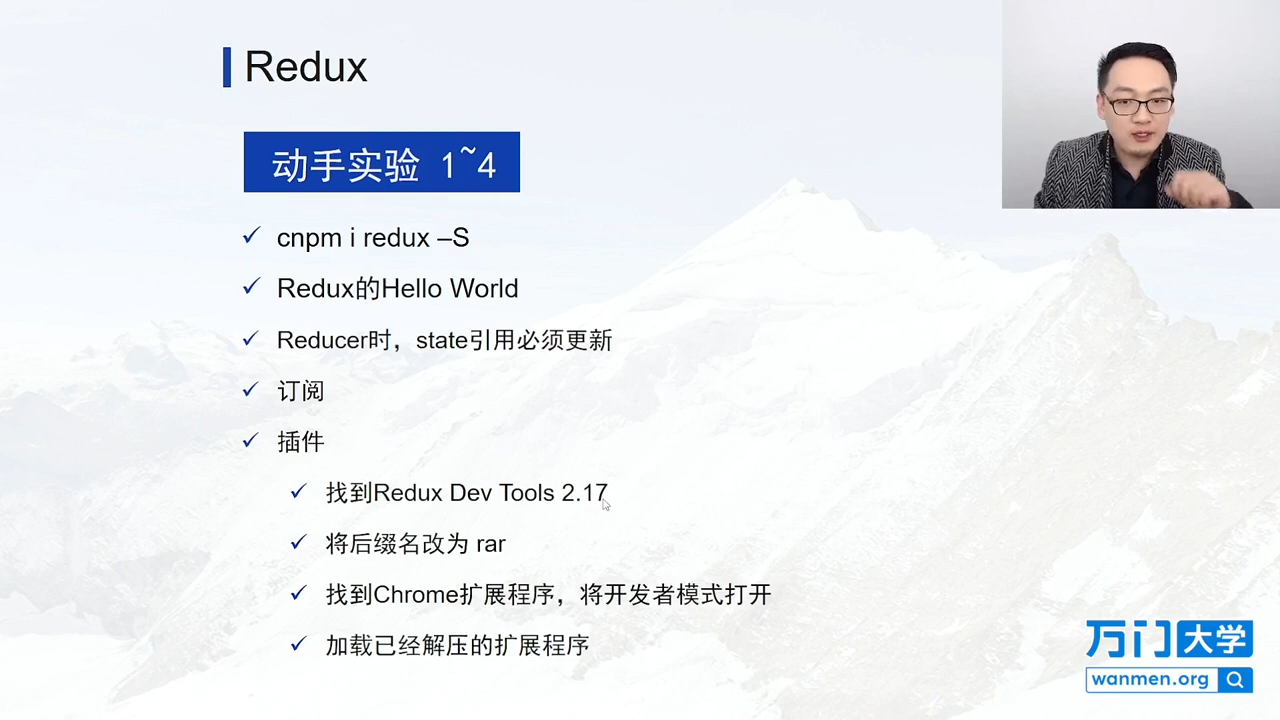 Redux
动手实验 1~4
cnpm i redux –S
Redux的Hello World
Reducer时，state引用必须更新
订阅
插件
找到Redux Dev Tools 2.17
将后缀名改为 rar
找到Chrome扩展程序，将开发者模式打开
加载已经解压的扩展程序
万门大学
wanmen.org